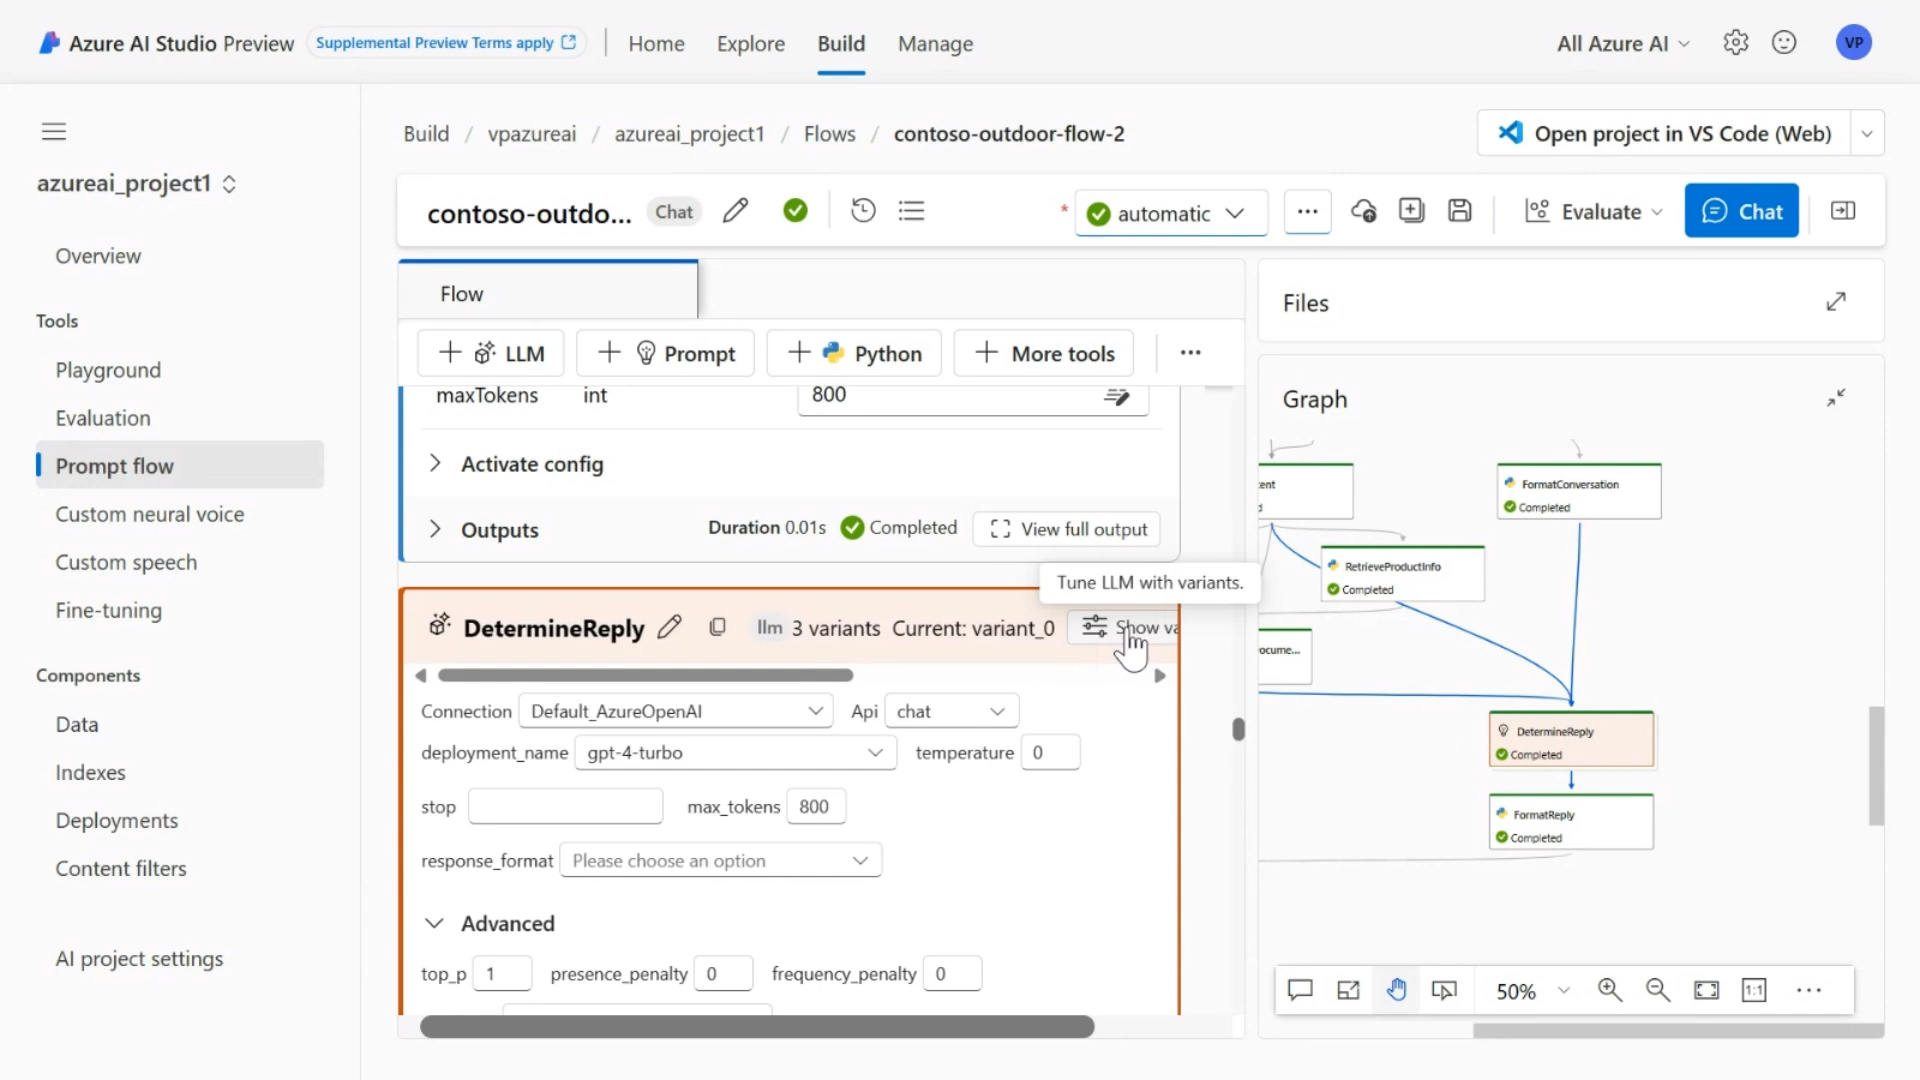 Azure AI Studio Preview
Supplemental Preview Terms apply
Home
Explore
Build
Manage
All Azure AI
VP
azureai_project1
Overview
Tools
Playground
Evaluation
Prompt flow
Custom neural voice
Custom speech
Fine-tuning
Components
Data
Indexes
Deployments
Content filters
AI project settings
Build / vpazureai / azureai_project1 / Flows / contoso-outdoor-flow-2
Open project in VS Code (Web)
contoso-outdo...
Chat
* automatic
Evaluate
Chat
Flow
LLM
Prompt
Python
More tools
maxTokens int 800
Activate config
Outputs Duration 0.01s Completed View full output
Tune LLM with variants.
DetermineReply llm 3 variants Current: variant_0 Show va
Connection Default_AzureOpenAI Api chat
deployment_name gpt-4-turbo temperature 0
stop max_tokens 800
response_format Please choose an option
Advanced
top_p 1 presence_penalty 0 frequency_penalty 0
Files
Graph
ent
d
FormatConversation
Completed
RetrieveProductInfo
Completed
ocume...
DetermineReply
Completed
FormatReply
Completed
50%
1:1